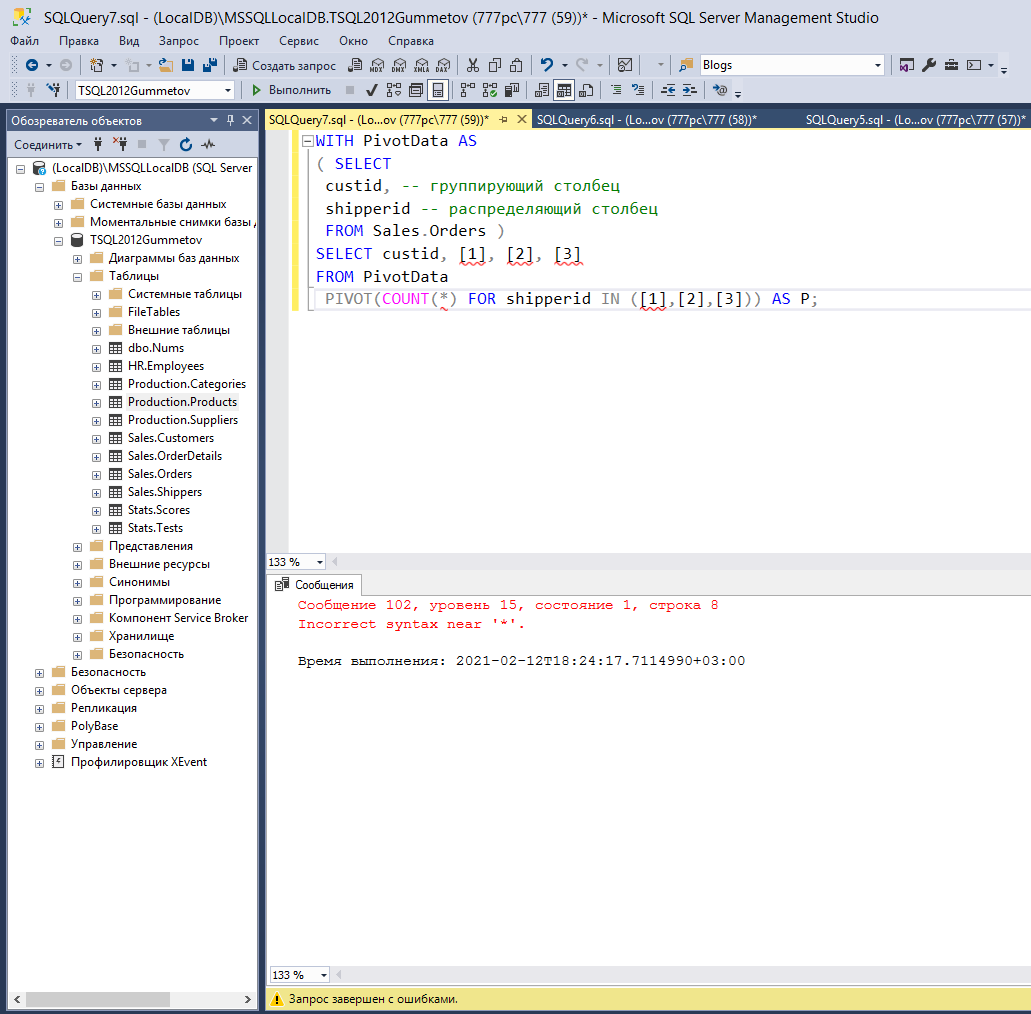 SQLQuery7.sql - (LocalDB)\MSSQLLocalDB.TSQL2012Gummetov (777pc\777 (59))* - Microsoft SQL Server Management Studio
Файл Правка Вид Запрос Проект Сервис Окно Справка
Создать запрос MDX DMX XMLA DAX Blogs
TSQL2012Gummetov Выполнить
Обозреватель объектов
Соединить
(LocalDB)\MSSQLLocalDB (SQL Server
Базы данных
Системные базы данных
Моментальные снимки базы
TSQL2012Gummetov
Диаграммы баз данных
Таблицы
Системные таблицы
FileTables
Внешние таблицы
dbo.Nums
HR.Employees
Production.Categories
Production.Products
Production.Suppliers
Sales.Customers
Sales.OrderDetails
Sales.Orders
Sales.Shippers
Stats.Scores
Stats.Tests
Представления
Внешние ресурсы
Синонимы
Программирование
Компонент Service Broker
Хранилище
Безопасность
Безопасность
Объекты сервера
Репликация
PolyBase
Управление
Профилировщик XEvent
SQLQuery7.sql - (Lo...ov (777pc\777 (59))* SQLQuery6.sql - (Lo...ov (777pc\777 (58))* SQLQuery5.sql - (Lo...ov (777pc\777 (57))*
WITH PivotData AS
( SELECT
custid, -- группирующий столбец
shipperid -- распределяющий столбец
FROM Sales.Orders )
SELECT custid, [1], [2], [3]
FROM PivotData
PIVOT(COUNT(*) FOR shipperid IN ([1],[2],[3])) AS P;
133 %
Сообщения
Сообщение 102, уровень 15, состояние 1, строка 8
Incorrect syntax near '*'.
Время выполнения: 2021-02-12T18:24:17.7114990+03:00
133 %
Запрос завершен с ошибками.